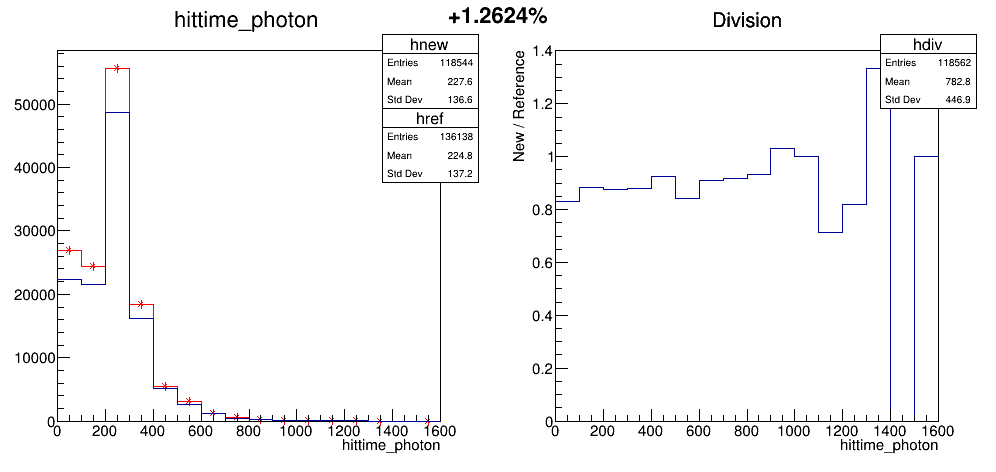 +1.2624%
hittime_photon
hnew
Entries 118544
Mean 227.6
Std Dev 136.6
href
Entries 136138
Mean 224.8
Std Dev 137.2
50000
40000
30000
20000
10000
0
0 200 400 600 800 1000 1200 1400 1600
hittime_photon
Division
hdiv
Entries 118562
Mean 782.8
Std Dev 446.9
New / Reference
1.4
1.2
1
0.8
0.6
0.4
0.2
0
0 200 400 600 800 1000 1200 1400 1600
hittime_photon